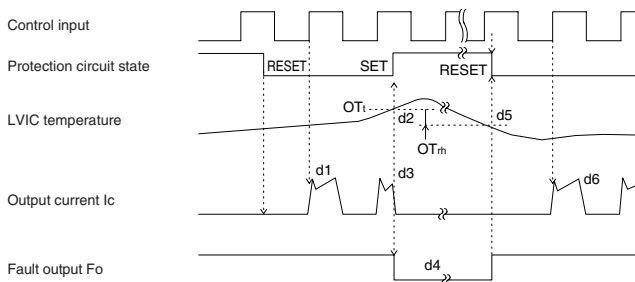 Control input
Protection circuit state
RESET
SET
RESET
LVIC temperature
OTt
d2
d5
OTrh
Output current Ic
d1
d3
d6
Fault output Fo
d4